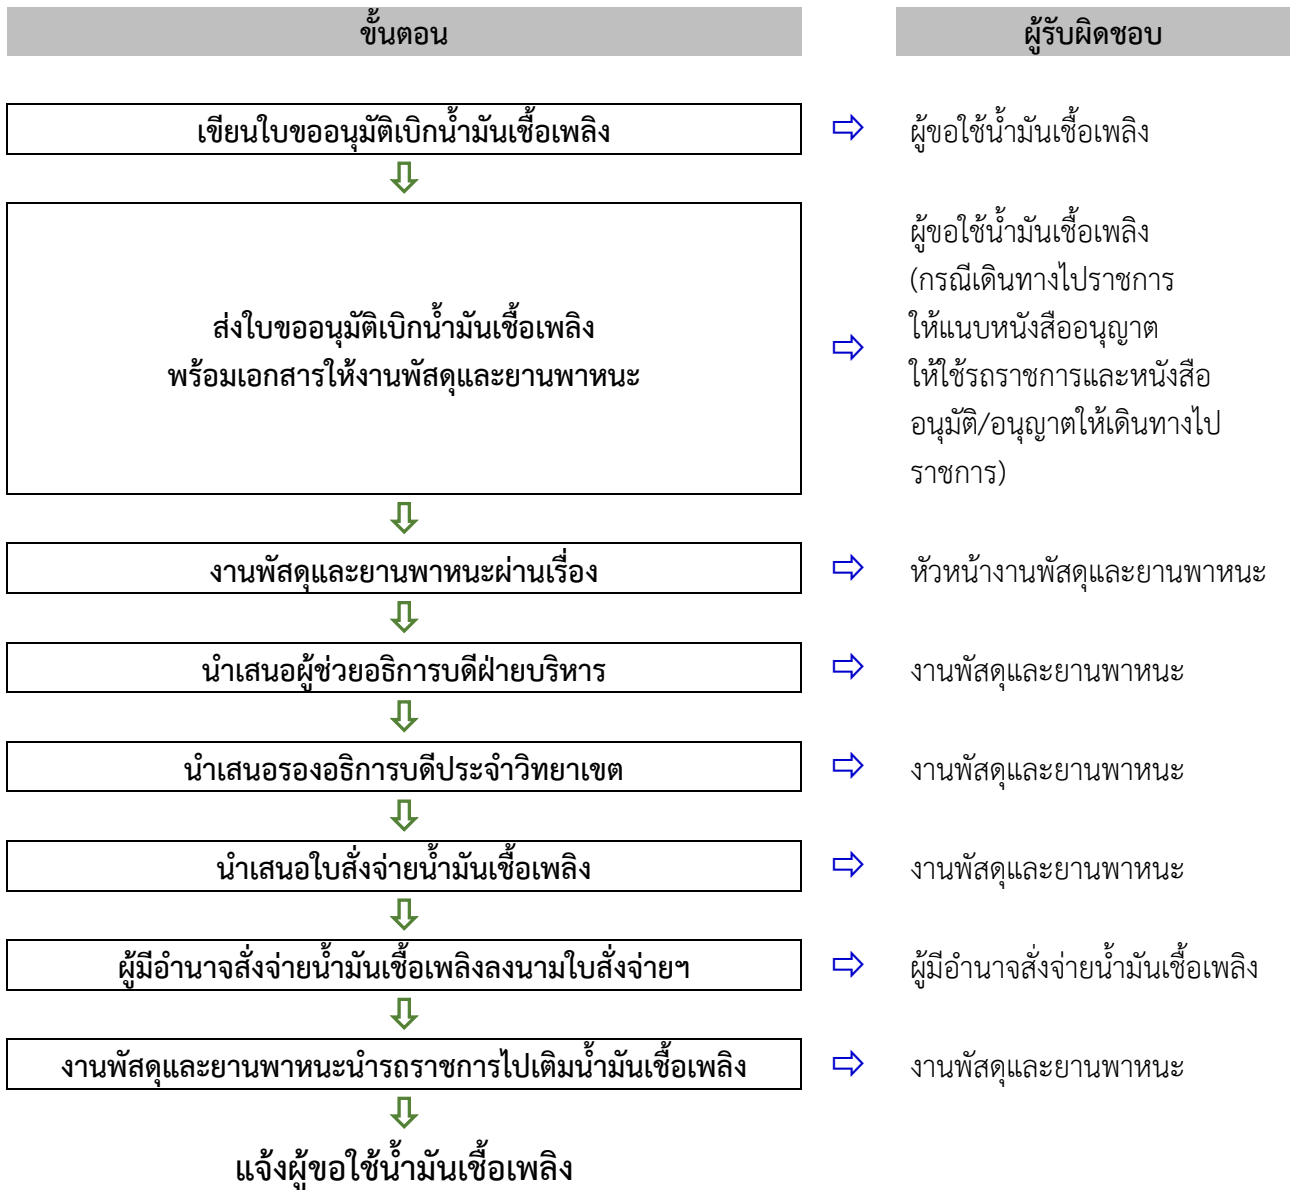 ขั้นตอน
ผู้รับผิดชอบ
เขียนใบขออนุมัติเบิกน้ำมันเชื้อเพลิง
ผู้ขอใช้น้ำมันเชื้อเพลิง
ส่งใบขออนุมัติเบิกน้ำมันเชื้อเพลิง
พร้อมเอกสารให้งานพัสดุและยานพาหนะ
ผู้ขอใช้น้ำมันเชื้อเพลิง
(กรณีเดินทางไปราชการ
ให้แนบหนังสืออนุญาต
ให้ใช้รถราชการและหนังสือ
อนุมัติ/อนุญาตให้เดินทางไป
ราชการ)
งานพัสดุและยานพาหนะผ่านเรื่อง
หัวหน้างานพัสดุและยานพาหนะ
นำเสนอผู้ช่วยอธิการบดีฝ่ายบริหาร
งานพัสดุและยานพาหนะ
นำเสนอรองอธิการบดีประจำวิทยาเขต
งานพัสดุและยานพาหนะ
นำเสนอใบสั่งจ่ายน้ำมันเชื้อเพลิง
งานพัสดุและยานพาหนะ
ผู้มีอำนาจสั่งจ่ายน้ำมันเชื้อเพลิงลงนามใบสั่งจ่ายฯ
ผู้มีอำนาจสั่งจ่ายน้ำมันเชื้อเพลิง
งานพัสดุและยานพาหนะนำรถราชการไปเติมน้ำมันเชื้อเพลิง
งานพัสดุและยานพาหนะ
แจ้งผู้ขอใช้น้ำมันเชื้อเพลิง